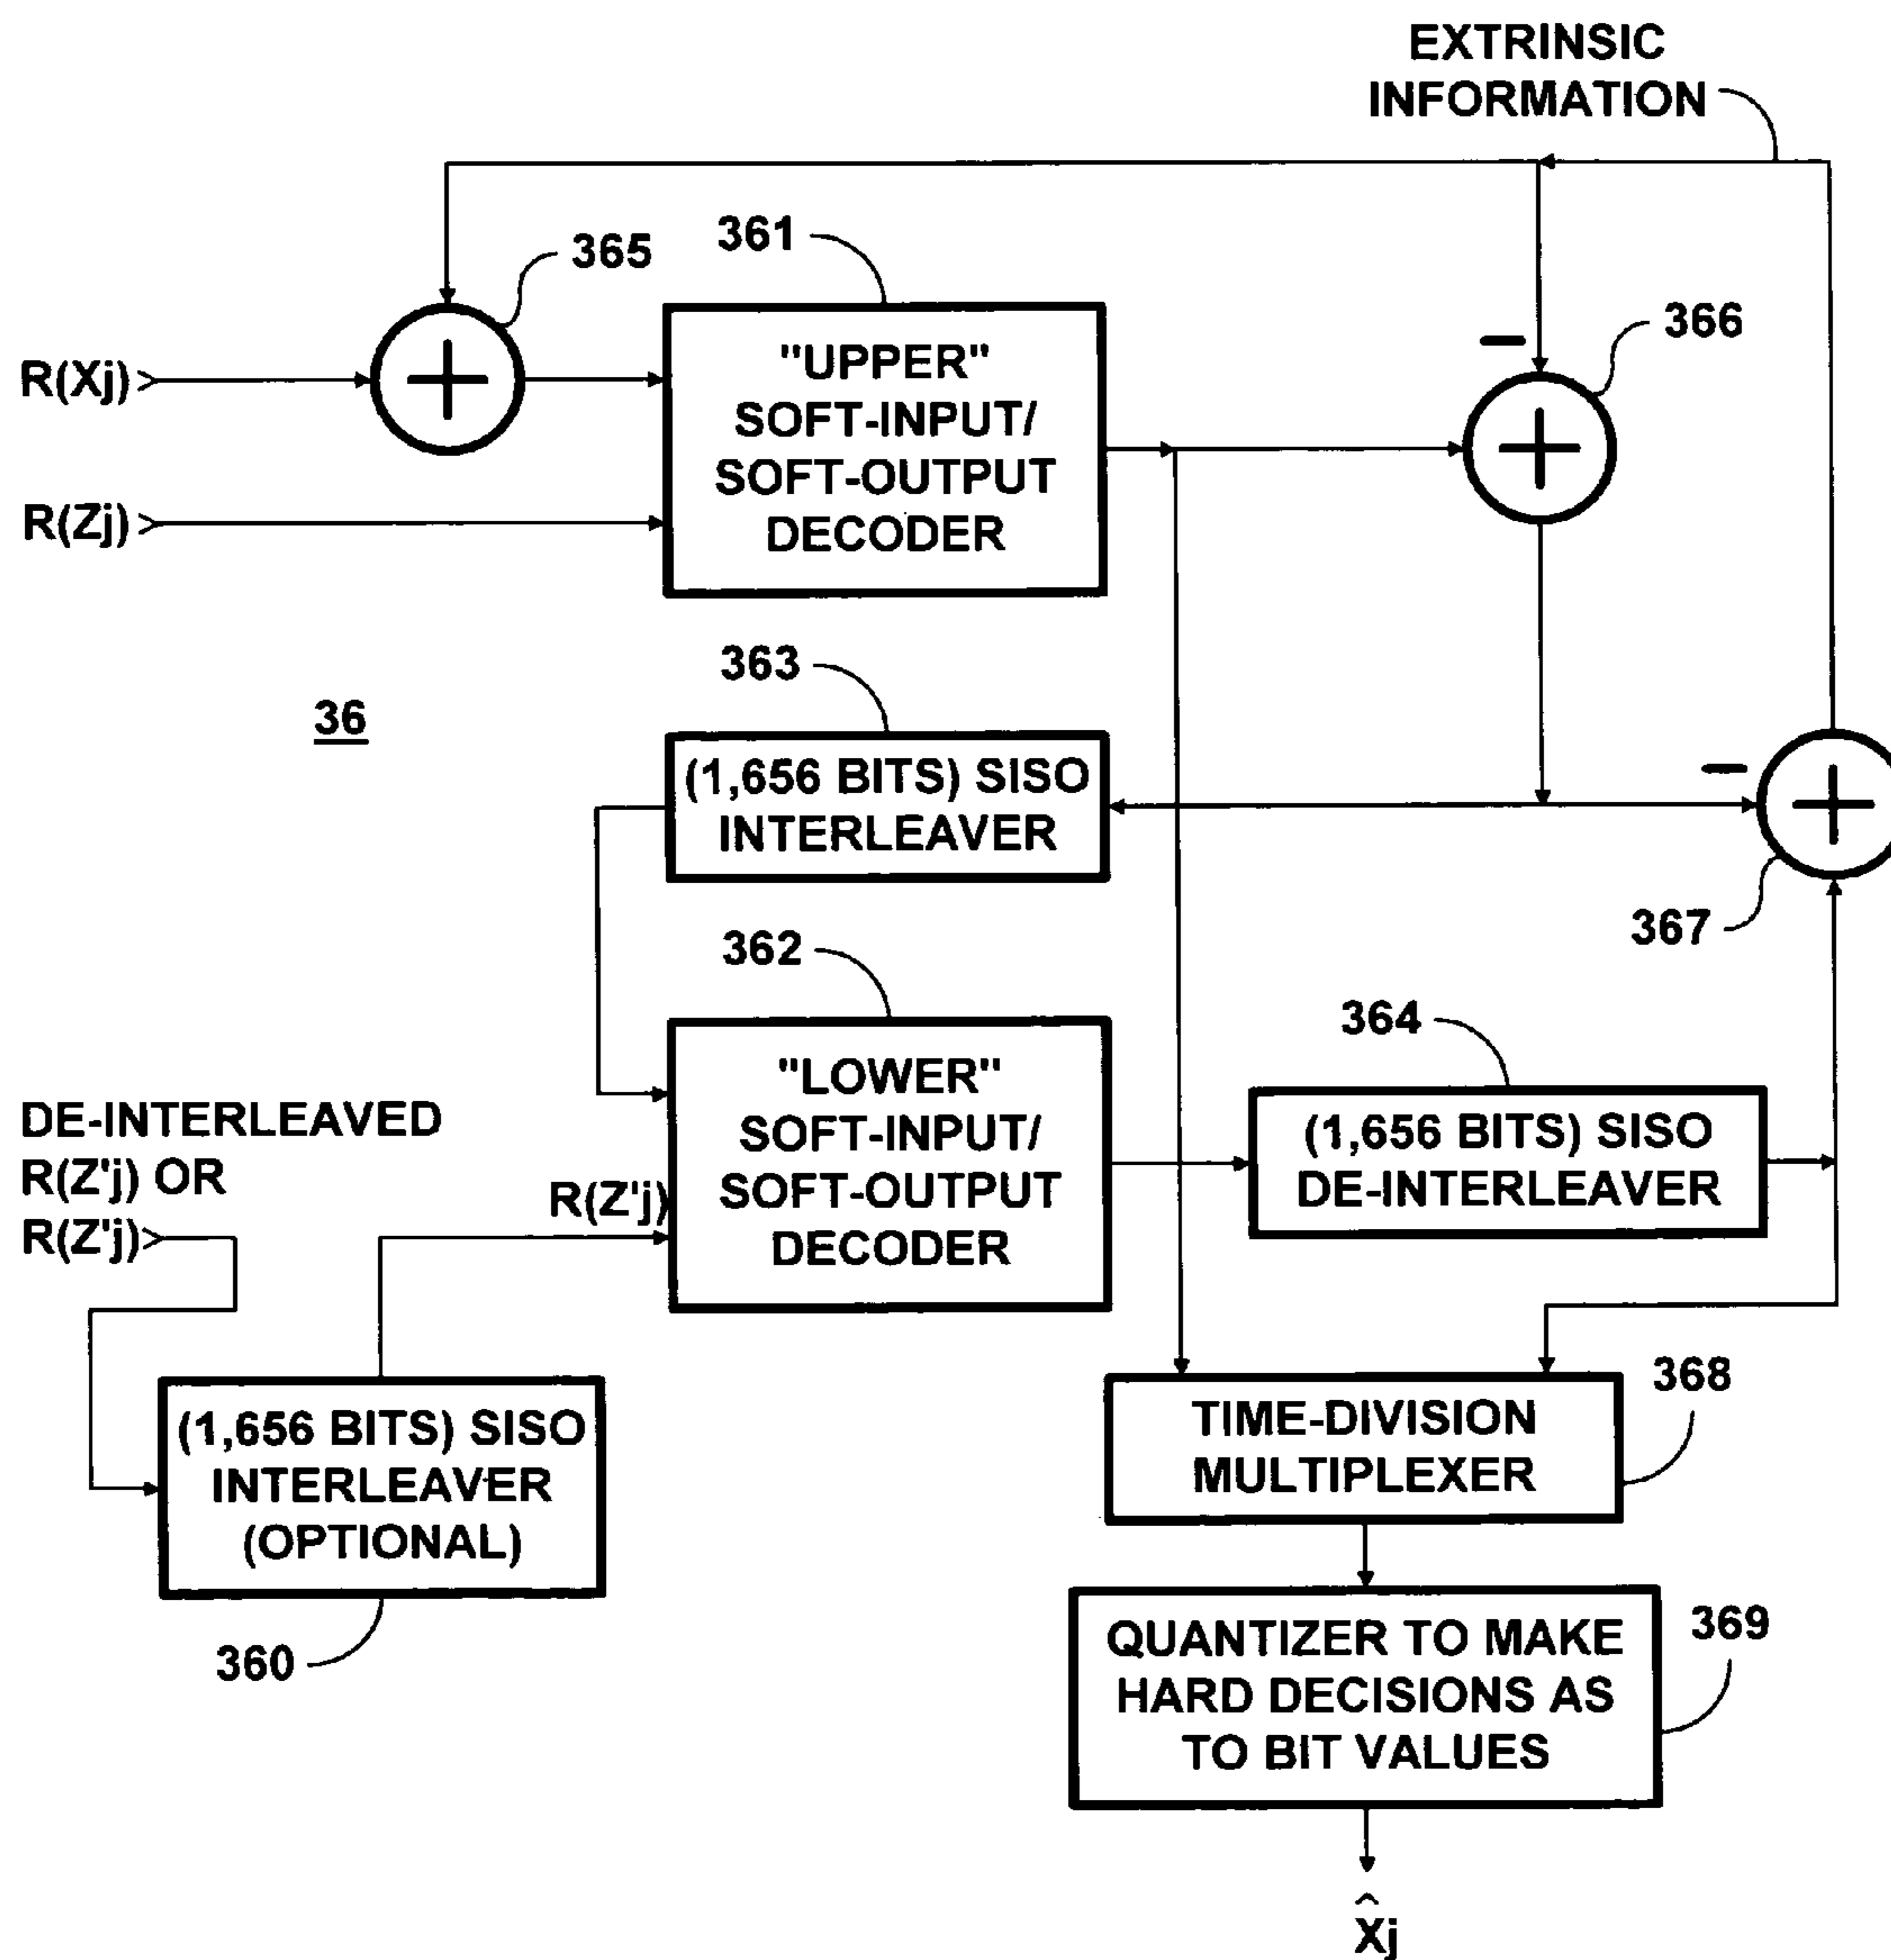 EXTRINSIC
INFORMATION
365
361
366
R(Xj)
"UPPER"
SOFT-INPUT/
SOFT-OUTPUT
DECODER
R(Zj)
363
36
(1,656 BITS) SISO
INTERLEAVER
367
362
364
"LOWER"
SOFT-INPUT/
SOFT-OUTPUT
DECODER
(1,656 BITS) SISO
DE-INTERLEAVER
DE-INTERLEAVED
R(Z'j) OR
R(Z'j)
R(Z'j)
368
(1,656 BITS) SISO
INTERLEAVER
(OPTIONAL)
360
TIME-DIVISION
MULTIPLEXER
369
QUANTIZER TO MAKE
HARD DECISIONS AS
TO BIT VALUES
X̂j